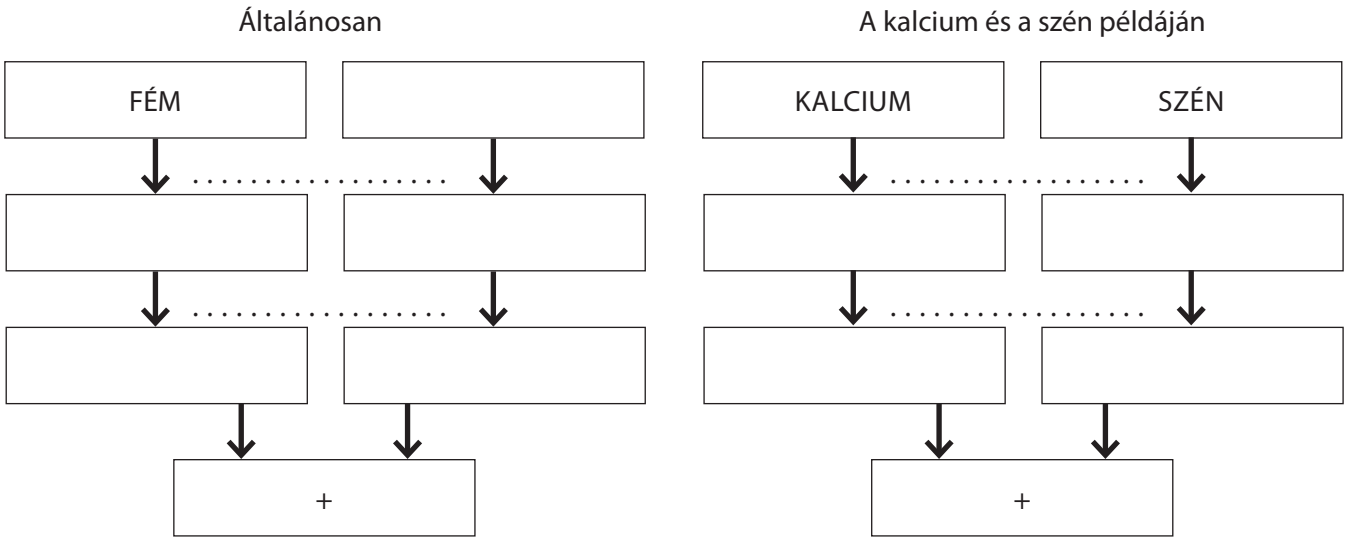 Általánosan
A kalcium és a szén példáján
FÉM
KALCIUM
SZÉN
. . . . . . . . . . . . . . . . . .
. . . . . . . . . . . . . . . . . .
. . . . . . . . . . . . . . . . . .
. . . . . . . . . . . . . . . . . .
+
+